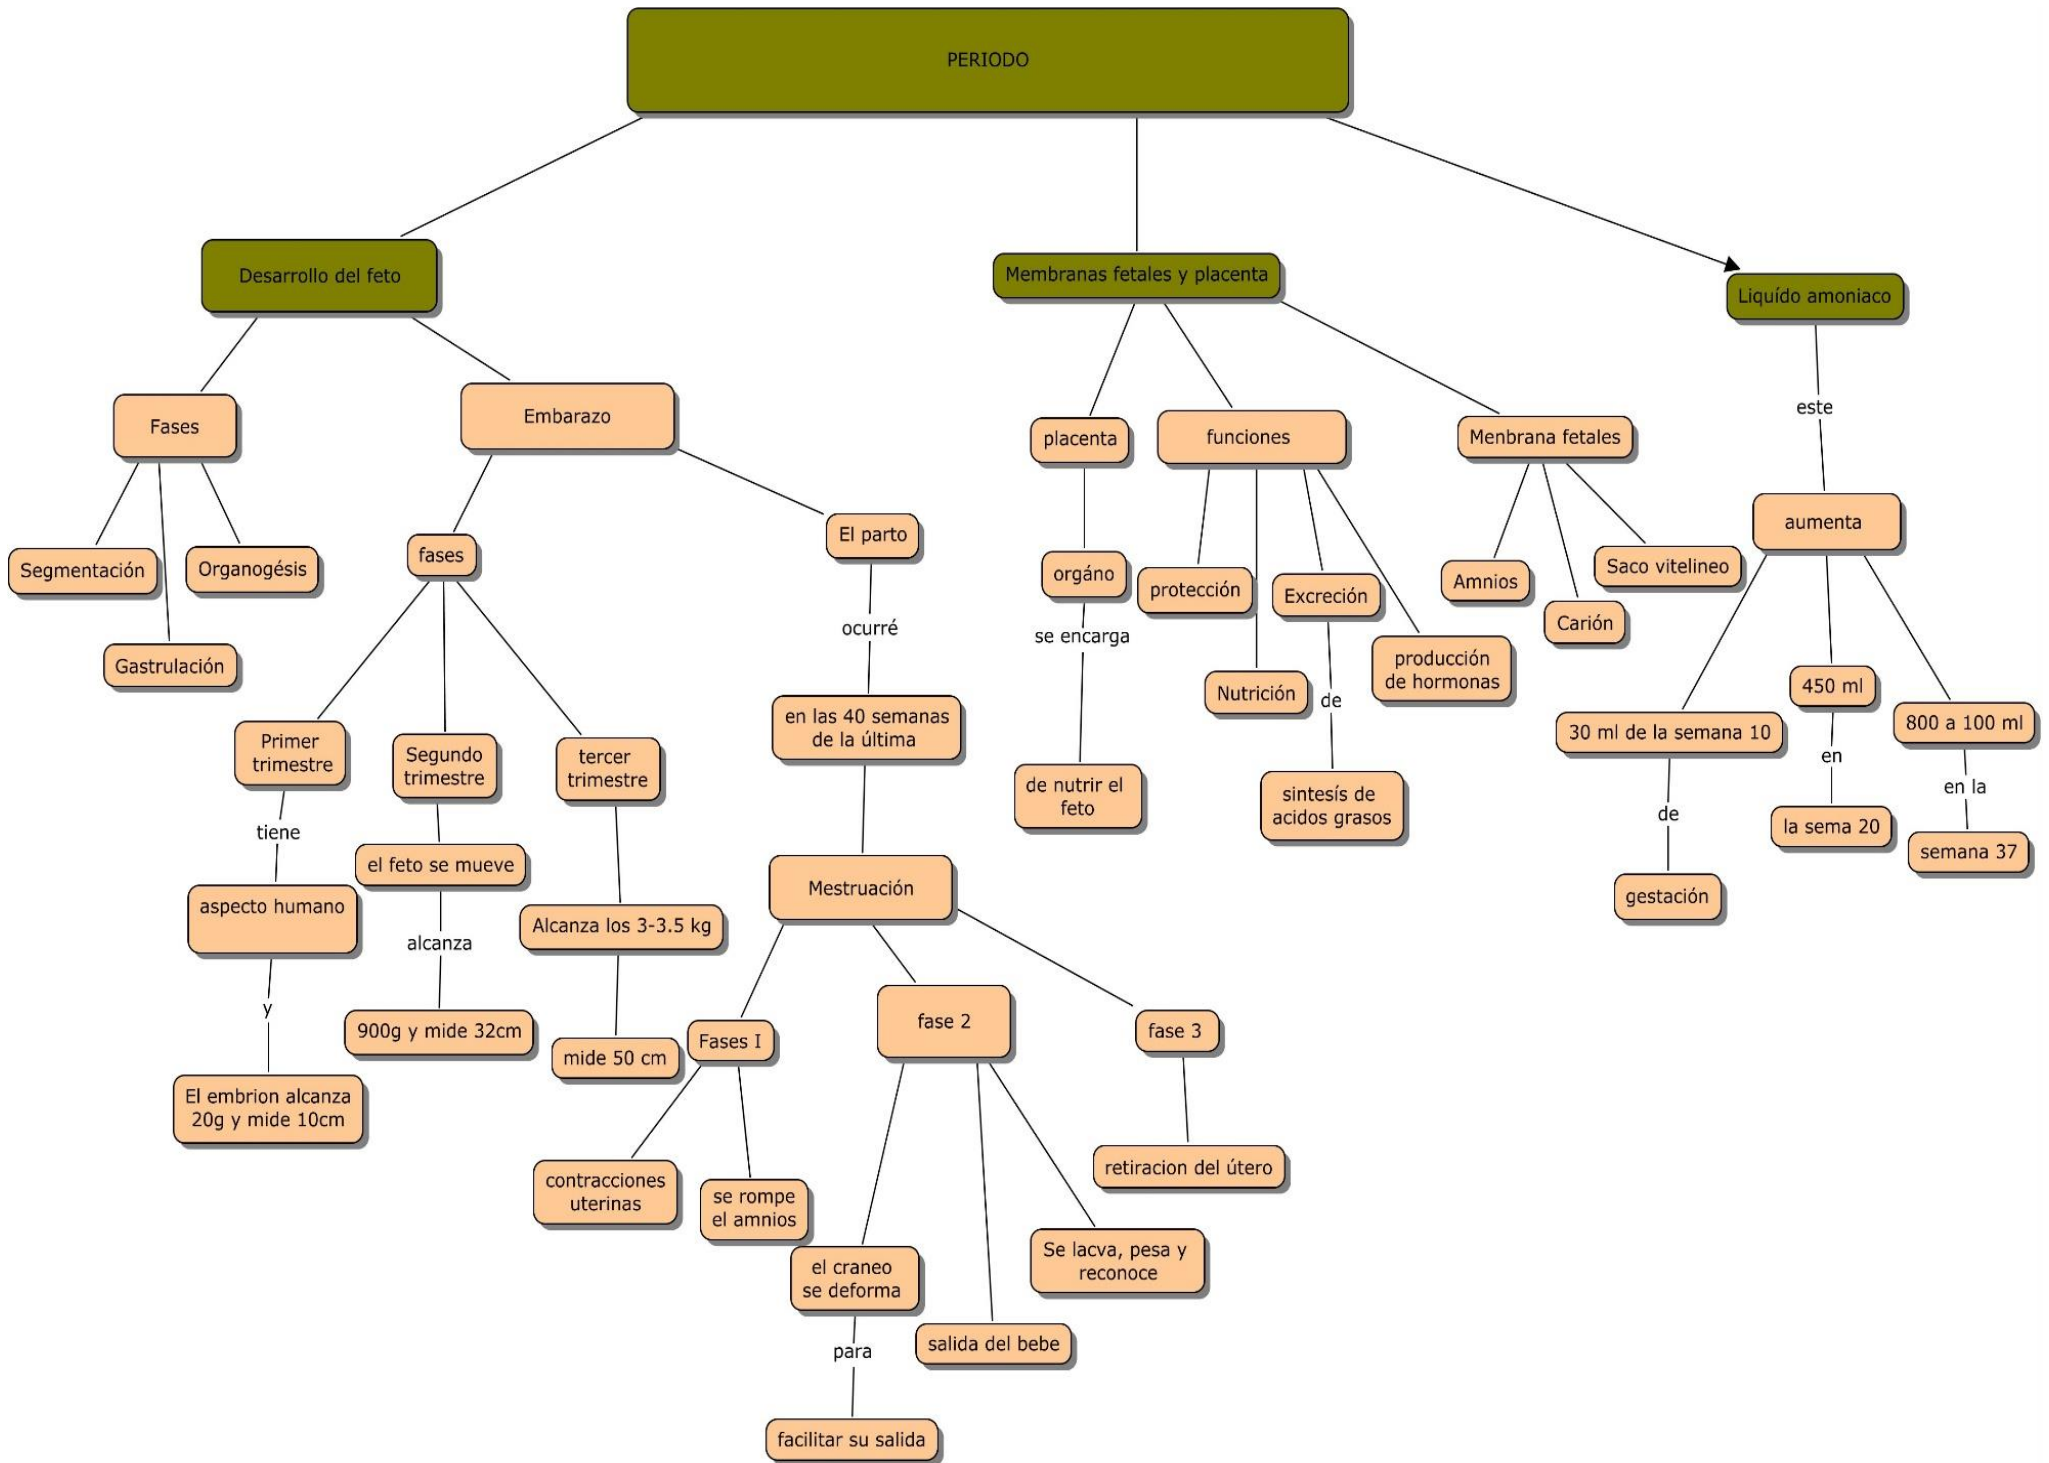 PERIODO
Desarrollo del feto
Membranas fetales y placenta
Liquído amoniaco
Fases
Embarazo
placenta
funciones
Menbrana fetales
este
aumenta
Segmentación
Organogésis
Gastrulación
fases
El parto
orgáno
protección
Excreción
Amnios
Saco vitelineo
Carión
ocurré
se encarga
Nutrición
de
producción
de hormonas
450 ml
30 ml de la semana 10
800 a 100 ml
en
en la
de
la sema 20
semana 37
gestación
Primer
trimestre
Segundo
trimestre
tercer
trimestre
en las 40 semanas
de la última
de nutrir el
feto
sintesís de
acidos grasos
tiene
el feto se mueve
Mestruación
aspecto humano
alcanza
Alcanza los 3-3.5 kg
y
900g y mide 32cm
mide 50 cm
Fases I
fase 2
fase 3
El embrion alcanza
20g y mide 10cm
contracciones
uterinas
se rompe
el amnios
retiracion del útero
el craneo
se deforma
Se lacva, pesa y
reconoce
para
salida del bebe
facilitar su salida